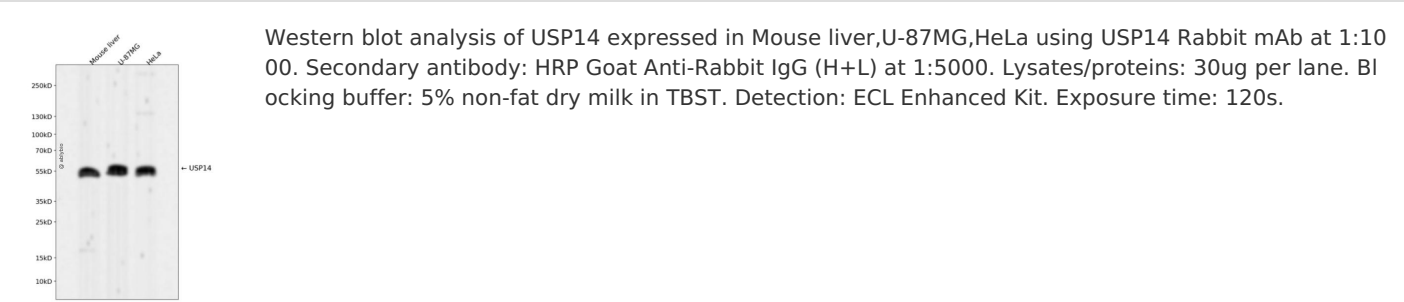 Mouse liver
U-87MG
HeLa
250kD
130kD
100kD
70kD
55kD
35kD
25kD
15kD
10kD
← USP14
Western blot analysis of USP14 expressed in Mouse liver,U-87MG,HeLa using USP14 Rabbit mAb at 1:10
00. Secondary antibody: HRP Goat Anti-Rabbit IgG (H+L) at 1:5000. Lysates/proteins: 30ug per lane. Bl
ocking buffer: 5% non-fat dry milk in TBST. Detection: ECL Enhanced Kit. Exposure time: 120s.